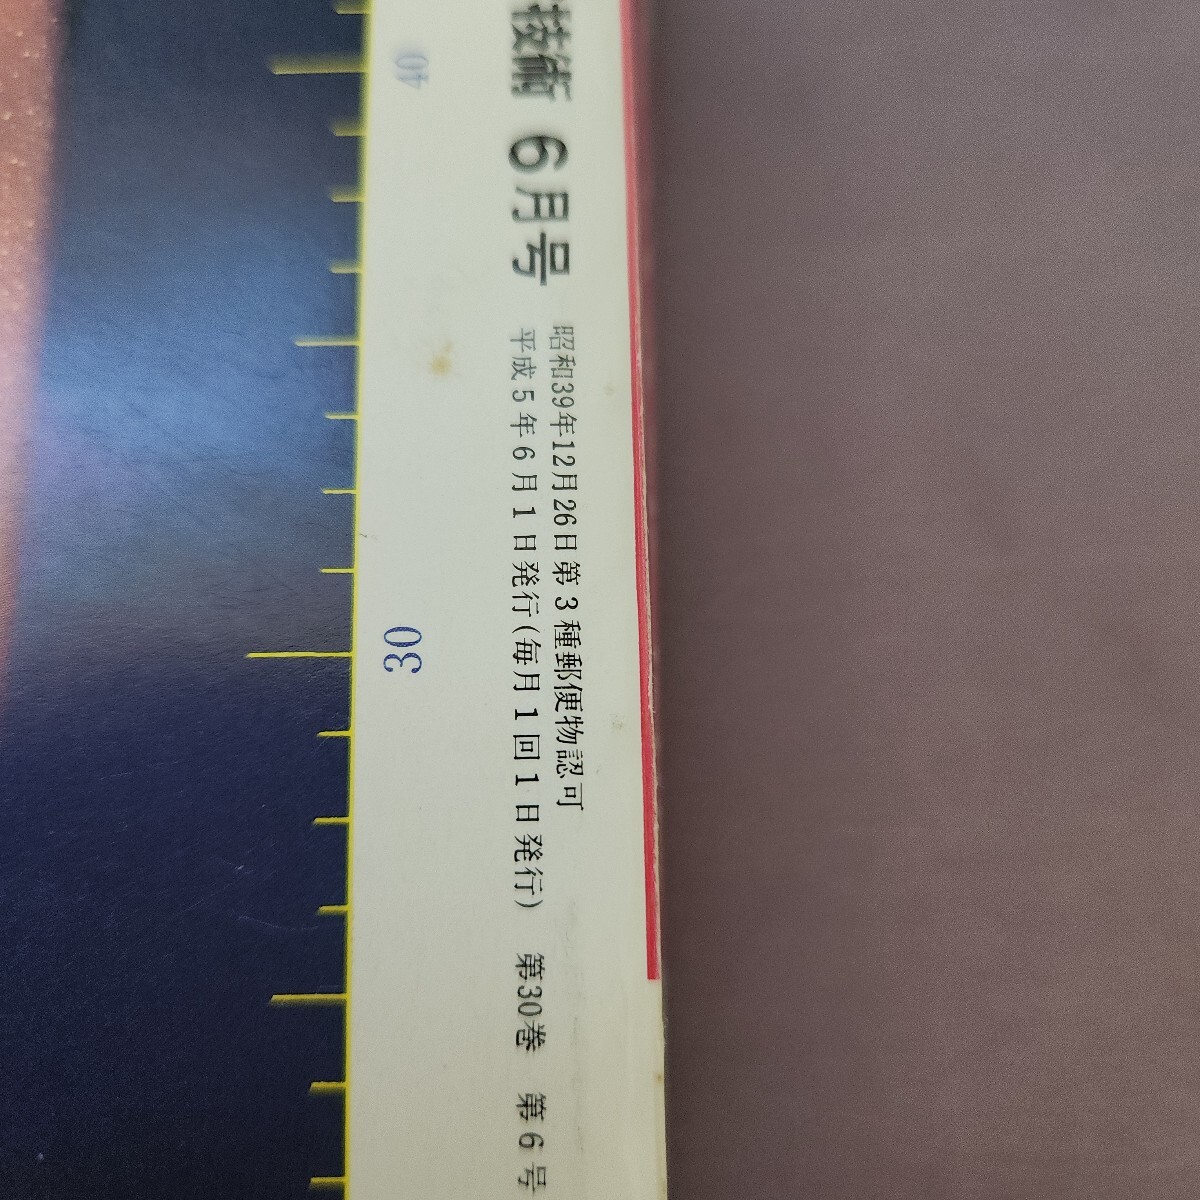 技術 6月号
昭和39年12月26日第3種郵便物認可
平成5年6月1日発行(毎月1回1日発行) 第30巻 第6号
40
30